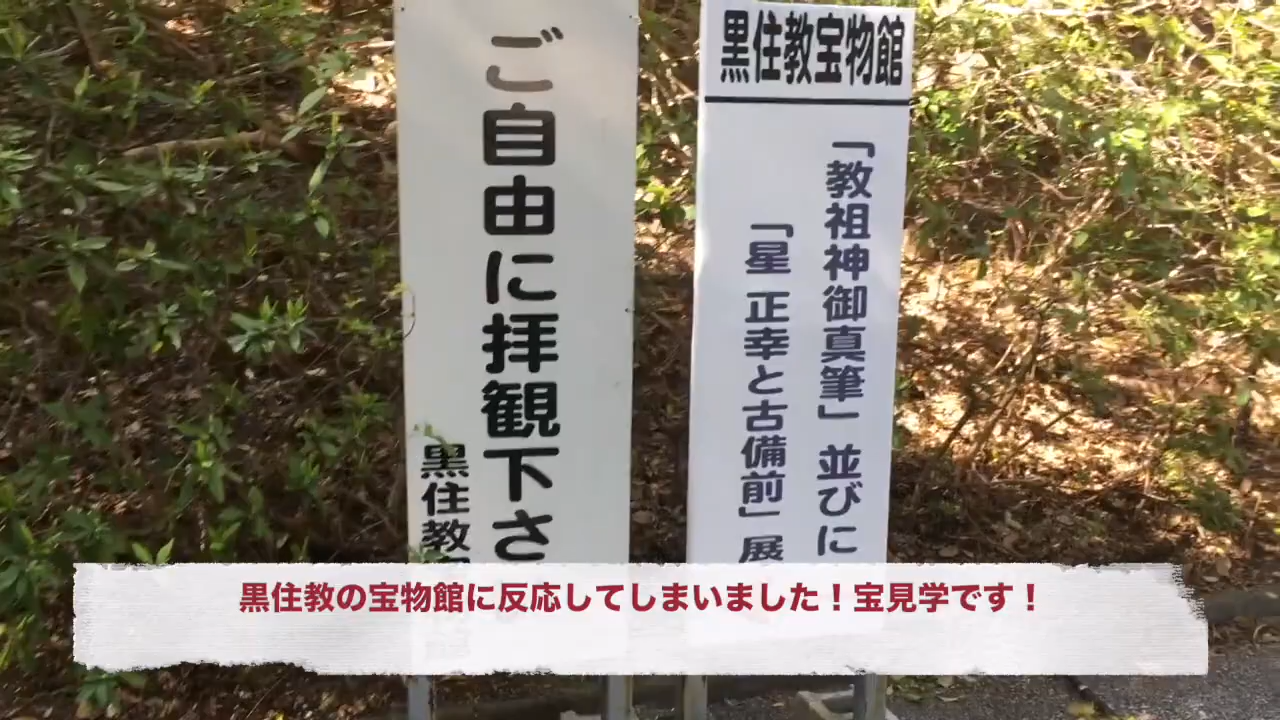 ご自由に拝観下さ
黒住教
黒住教宝物館
「教祖神御真筆」並びに
「星 正幸と古備前」展
黒住教の宝物館に反応してしまいました！宝見学です！